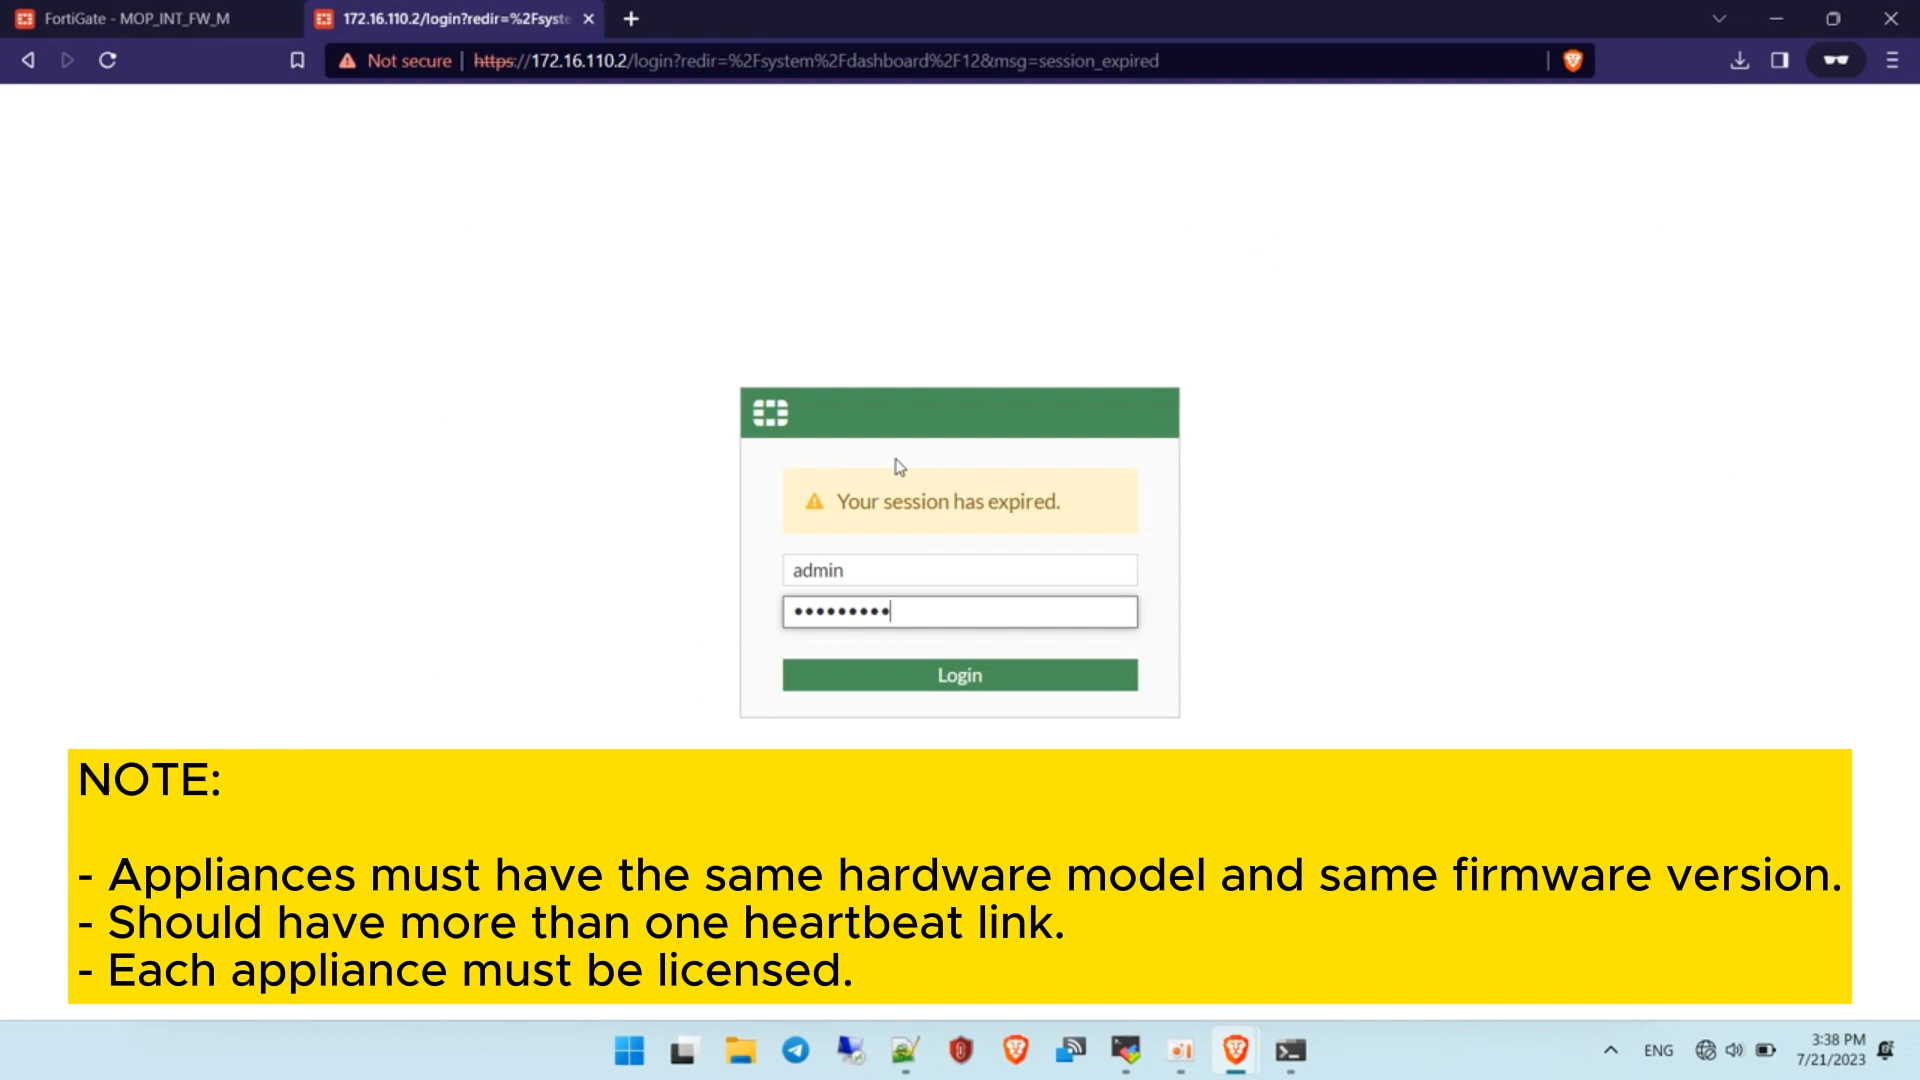 FortiGate - MOP_INT_FW_M
172.16.110.2/login?redir=%2Fsyst
Not secure
https://172.16.110.2/login?redir=%2Fsystem%2Fdashboard%2F12&msg=session_expired
Your session has expired.
admin
•••••••••
Login
NOTE:
- Appliances must have the same hardware model and same firmware version.
- Should have more than one heartbeat link.
- Each appliance must be licensed.
ENG
3:38 PM
7/21/2023